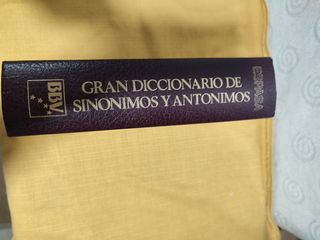 GRAN DICCIONARIO DE
SINONIMOS Y ANTONIMOS
ESPASA
BBV